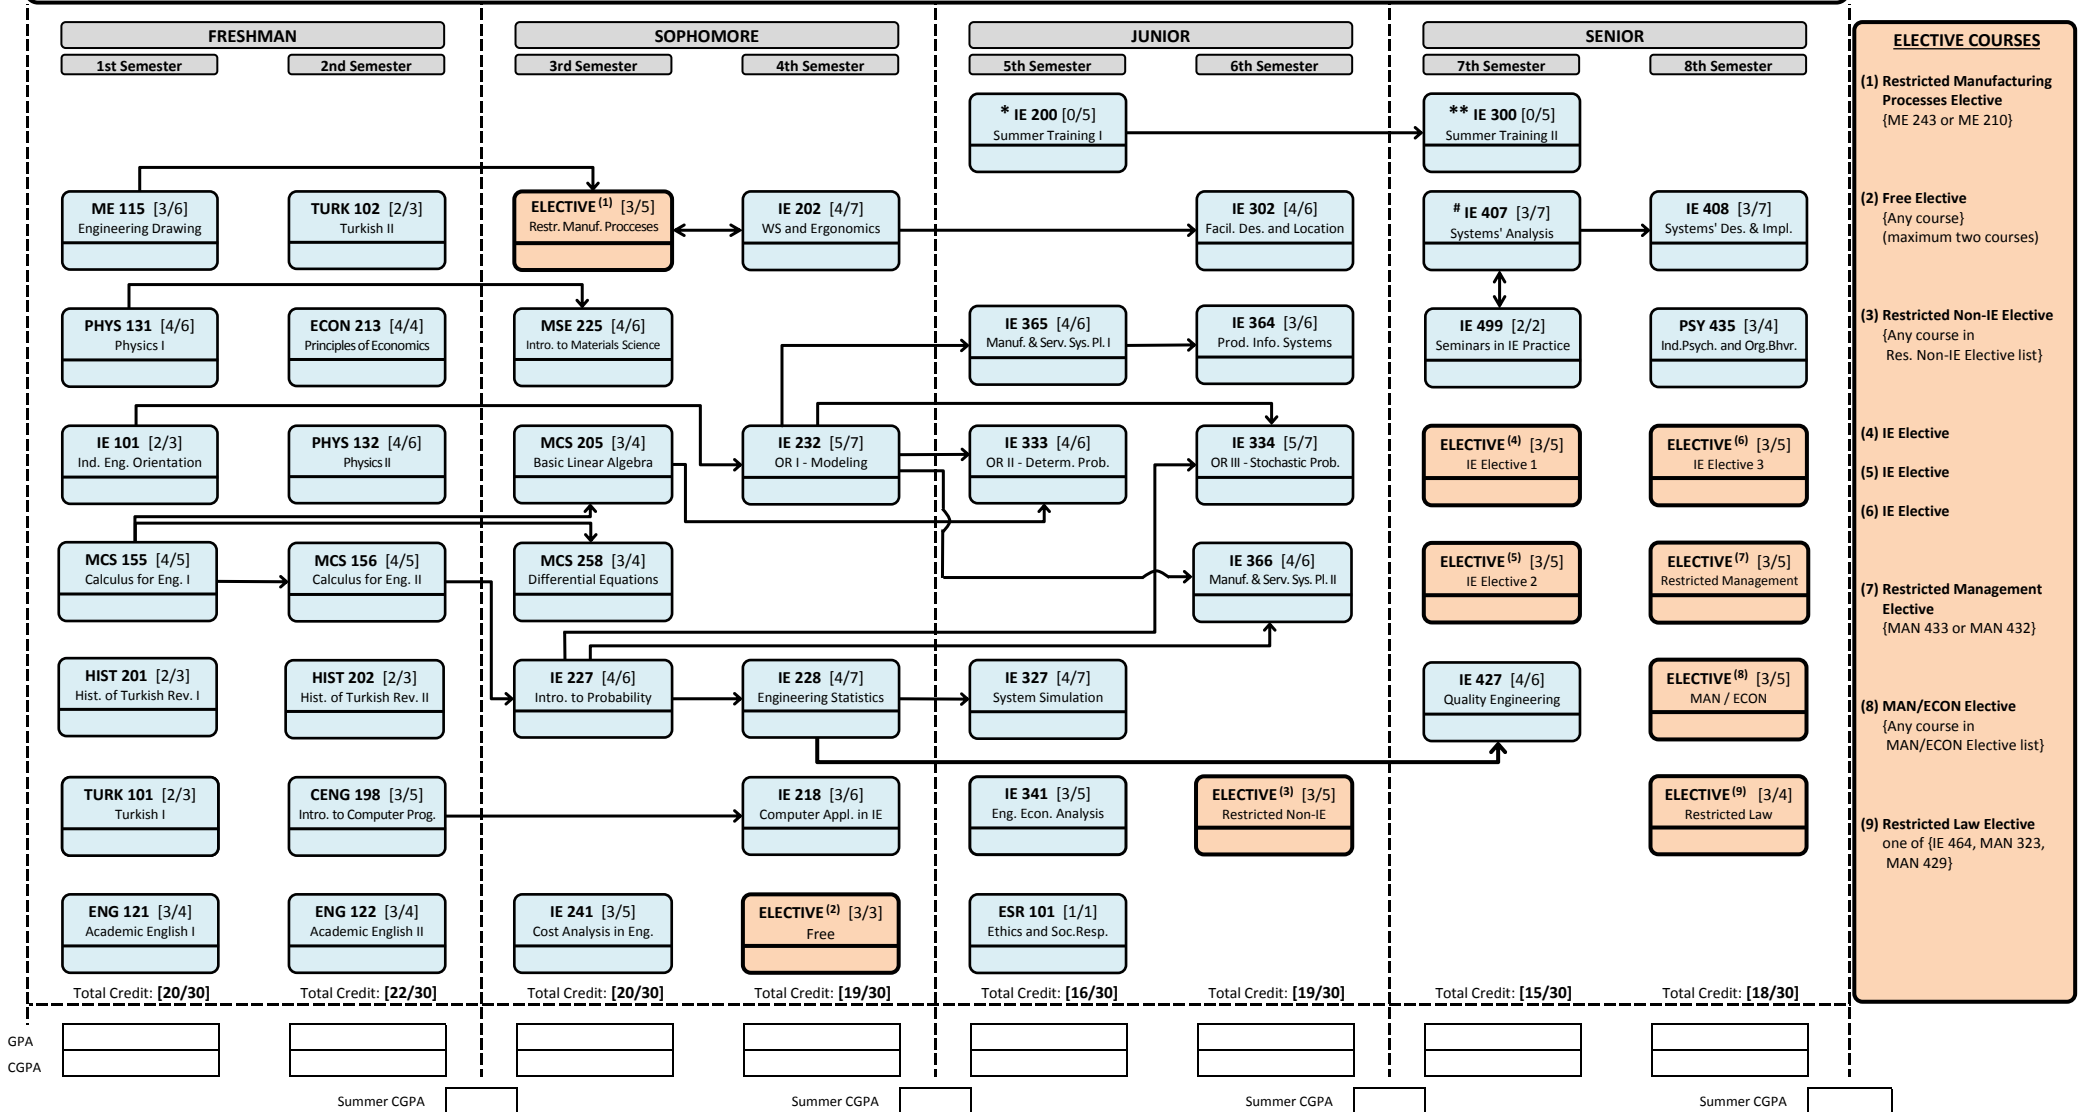 FRESHMAN
SOPHOMORE
JUNIOR
SENIOR
1st Semester
2nd Semester
3rd Semester
4th Semester
5th Semester
6th Semester
7th Semester
8th Semester
* IE 200 [0/5]
Summer Training I
** IE 300 [0/5]
Summer Training II
ME 115 [3/6]
Engineering Drawing
TURK 102 [2/3]
Turkish II
ELECTIVE (1) [3/5]
Restr. Manuf. Procceses
IE 202 [4/7]
WS and Ergonomics
IE 302 [4/6]
Facil. Des. and Location
# IE 407 [3/7]
Systems' Analysis
IE 408 [3/7]
Systems' Des. & Impl.
PHYS 131 [4/6]
Physics I
ECON 213 [4/4]
Principles of Economics
MSE 225 [4/6]
Intro. to Materials Science
IE 365 [4/6]
Manuf. & Serv. Sys. Pl. I
IE 364 [3/6]
Prod. Info. Systems
IE 499 [2/2]
Seminars in IE Practice
PSY 435 [3/4]
Ind.Psych. and Org.Bhvr.
IE 101 [2/3]
Ind. Eng. Orientation
PHYS 132 [4/6]
Physics II
MCS 205 [3/4]
Basic Linear Algebra
IE 232 [5/7]
OR I - Modeling
IE 333 [4/6]
OR II - Determ. Prob.
IE 334 [5/7]
OR III - Stochastic Prob.
ELECTIVE (4) [3/5]
IE Elective 1
ELECTIVE (6) [3/5]
IE Elective 3
MCS 155 [4/5]
Calculus for Eng. I
MCS 156 [4/5]
Calculus for Eng. II
MCS 258 [3/4]
Differential Equations
IE 366 [4/6]
Manuf. & Serv. Sys. Pl. II
ELECTIVE (5) [3/5]
IE Elective 2
ELECTIVE (7) [3/5]
Restricted Management
HIST 201 [2/3]
Hist. of Turkish Rev. I
HIST 202 [2/3]
Hist. of Turkish Rev. II
IE 227 [4/6]
Intro. to Probability
IE 228 [4/7]
Engineering Statistics
IE 327 [4/7]
System Simulation
IE 427 [4/6]
Quality Engineering
ELECTIVE (8) [3/5]
MAN / ECON
TURK 101 [2/3]
Turkish I
CENG 198 [3/5]
Intro. to Computer Prog.
IE 218 [3/6]
Computer Appl. in IE
IE 341 [3/5]
Eng. Econ. Analysis
ELECTIVE (3) [3/5]
Restricted Non-IE
ELECTIVE (9) [3/4]
Restricted Law
ENG 121 [3/4]
Academic English I
ENG 122 [3/4]
Academic English II
IE 241 [3/5]
Cost Analysis in Eng.
ELECTIVE (2) [3/3]
Free
ESR 101 [1/1]
Ethics and Soc.Resp.
Total Credit: [20/30]
Total Credit: [22/30]
Total Credit: [20/30]
Total Credit: [19/30]
Total Credit: [16/30]
Total Credit: [19/30]
Total Credit: [15/30]
Total Credit: [18/30]
GPA
CGPA
Summer CGPA
Summer CGPA
Summer CGPA
Summer CGPA
ELECTIVE COURSES
(1) Restricted Manufacturing
Processes Elective
{ME 243 or ME 210}
(2) Free Elective
{Any course}
(maximum two courses)
(3) Restricted Non-IE Elective
{Any course in
Res. Non-IE Elective list}
(4) IE Elective
(5) IE Elective
(6) IE Elective
(7) Restricted Management
Elective
{MAN 433 or MAN 432}
(8) MAN/ECON Elective
{Any course in
MAN/ECON Elective list}
(9) Restricted Law Elective
one of {IE 464, MAN 323,
MAN 429}